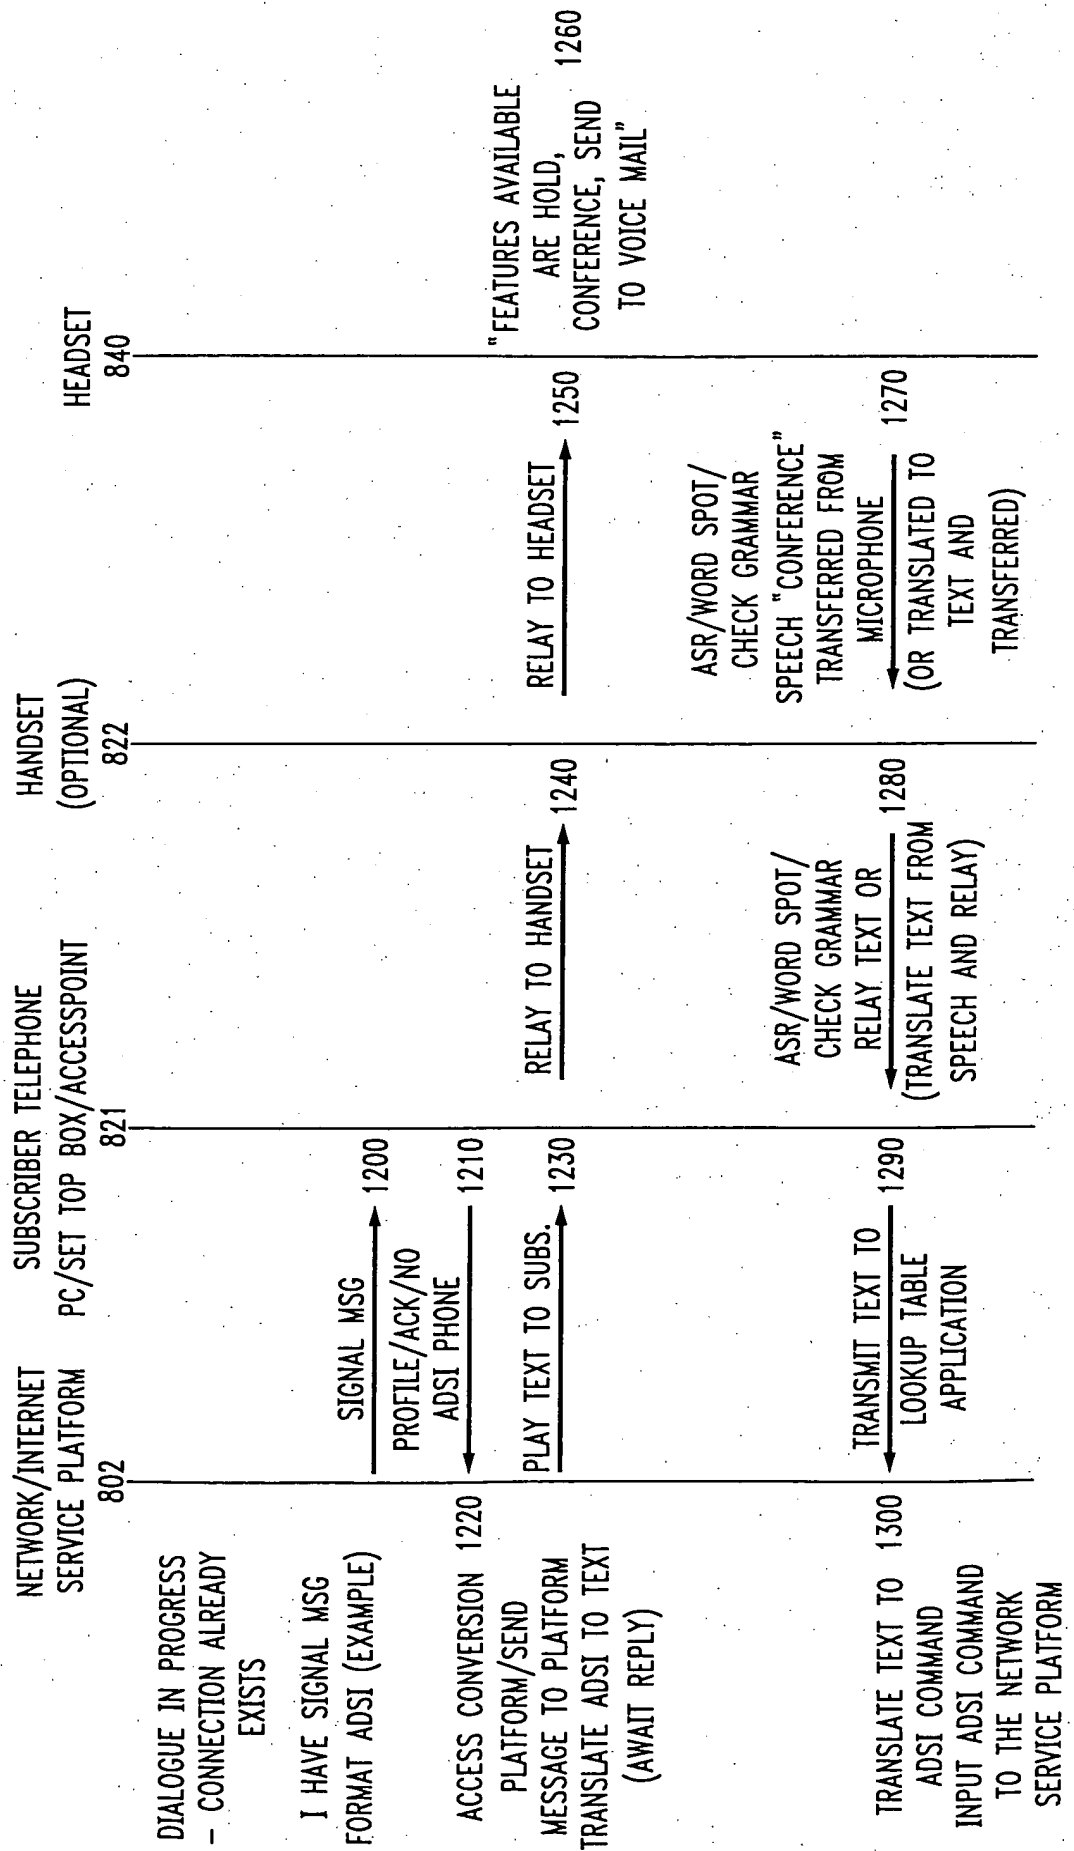 NETWORK/INTERNET
SERVICE PLATFORM
802
SUBSCRIBER TELEPHONE
PC/SET TOP BOX/ACCESSPOINT
821
HANDSET
(OPTIONAL)
822
HEADSET
840
DIALOGUE IN PROGRESS
– CONNECTION ALREADY
EXISTS
I HAVE SIGNAL MSG
FORMAT ADSI (EXAMPLE)
SIGNAL MSG
1200
PROFILE/ACK/NO
ADSI PHONE
1210
ACCESS CONVERSION 1220
PLATFORM/SEND
MESSAGE TO PLATFORM
TRANSLATE ADSI TO TEXT
(AWAIT REPLY)
PLAY TEXT TO SUBS.
1230
RELAY TO HANDSET
1240
RELAY TO HEADSET
1250
"FEATURES AVAILABLE
ARE HOLD,
CONFERENCE, SEND
TO VOICE MAIL"
1260
ASR/WORD SPOT/
CHECK GRAMMAR
SPEECH "CONFERENCE"
TRANSFERRED FROM
MICROPHONE
1270
(OR TRANSLATED TO
TEXT AND
TRANSFERRED)
ASR/WORD SPOT/
CHECK GRAMMAR
RELAY TEXT OR
1280
(TRANSLATE TEXT FROM
SPEECH AND RELAY)
TRANSMIT TEXT TO
1290
LOOKUP TABLE
APPLICATION
TRANSLATE TEXT TO 1300
ADSI COMMAND
INPUT ADSI COMMAND
TO THE NETWORK
SERVICE PLATFORM